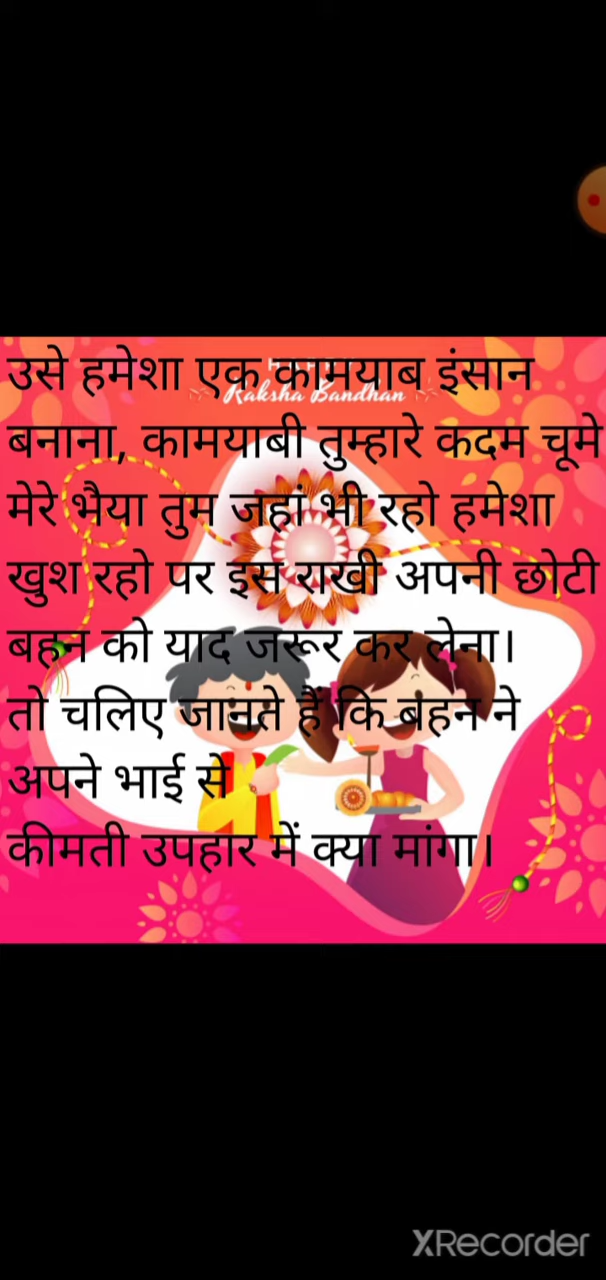 उसे हमेशा एक कामयाब इंसान
Raksha Bandhan
बनाना, कामयाबी तुम्हारे कदम चूमे
मेरे भैया तुम जहां भी रहो हमेशा
खुश रहो पर इस राखी अपनी छोटी
बहन को याद जरूर कर लेना।
तो चलिए जानते हैं कि बहन ने
अपने भाई से
कीमती उपहार में क्या मांगा।
XRecorder